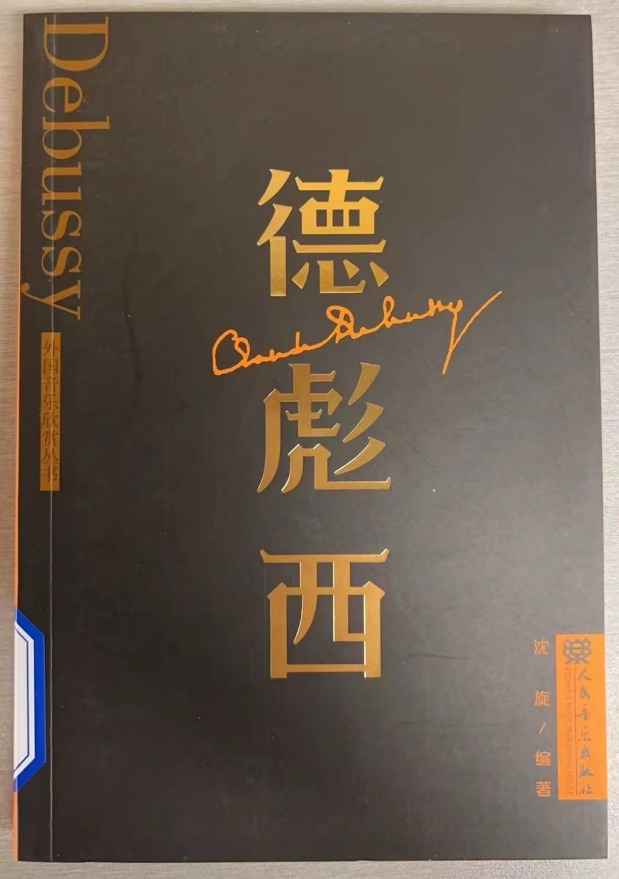 Debussy
外国音乐欣赏丛书
德彪西
Claude Debussy
沈旋/编著
人民音乐出版社